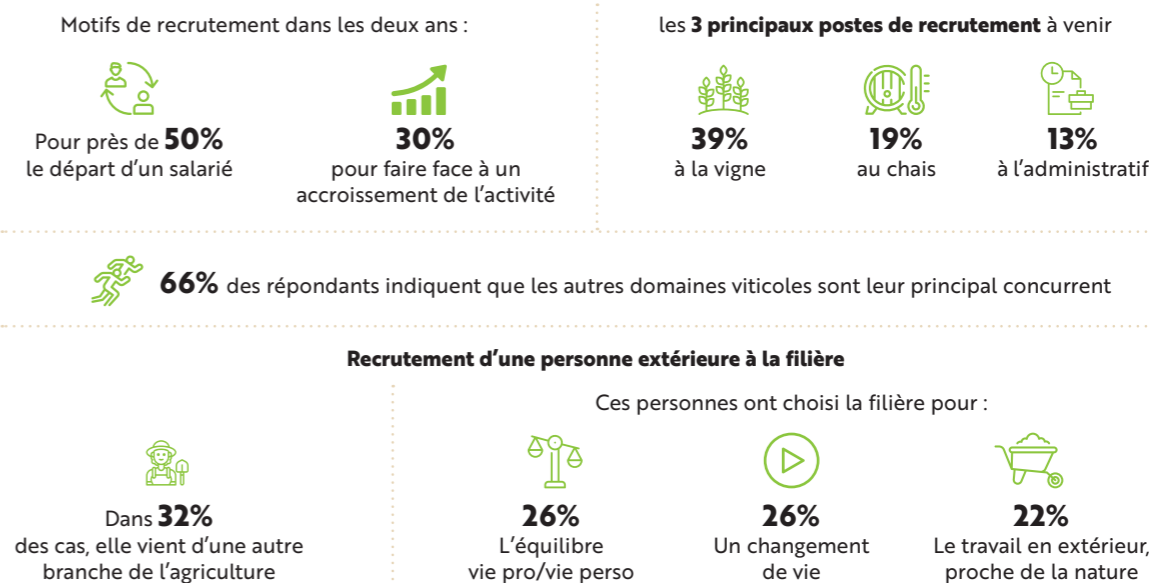 Motifs de recrutement dans les deux ans :
Pour près de 50%
le départ d'un salarié
30%
pour faire face à un
accroissement de l'activité
les 3 principaux postes de recrutement à venir
39%
à la vigne
19%
au chais
13%
à l'administratif
66% des répondants indiquent que les autres domaines viticoles sont leur principal concurrent
Recrutement d'une personne extérieure à la filière
Dans 32%
des cas, elle vient d'une autre
branche de l'agriculture
Ces personnes ont choisi la filière pour :
26%
L'équilibre
vie pro/vie perso
26%
Un changement
de vie
22%
Le travail en extérieur,
proche de la nature